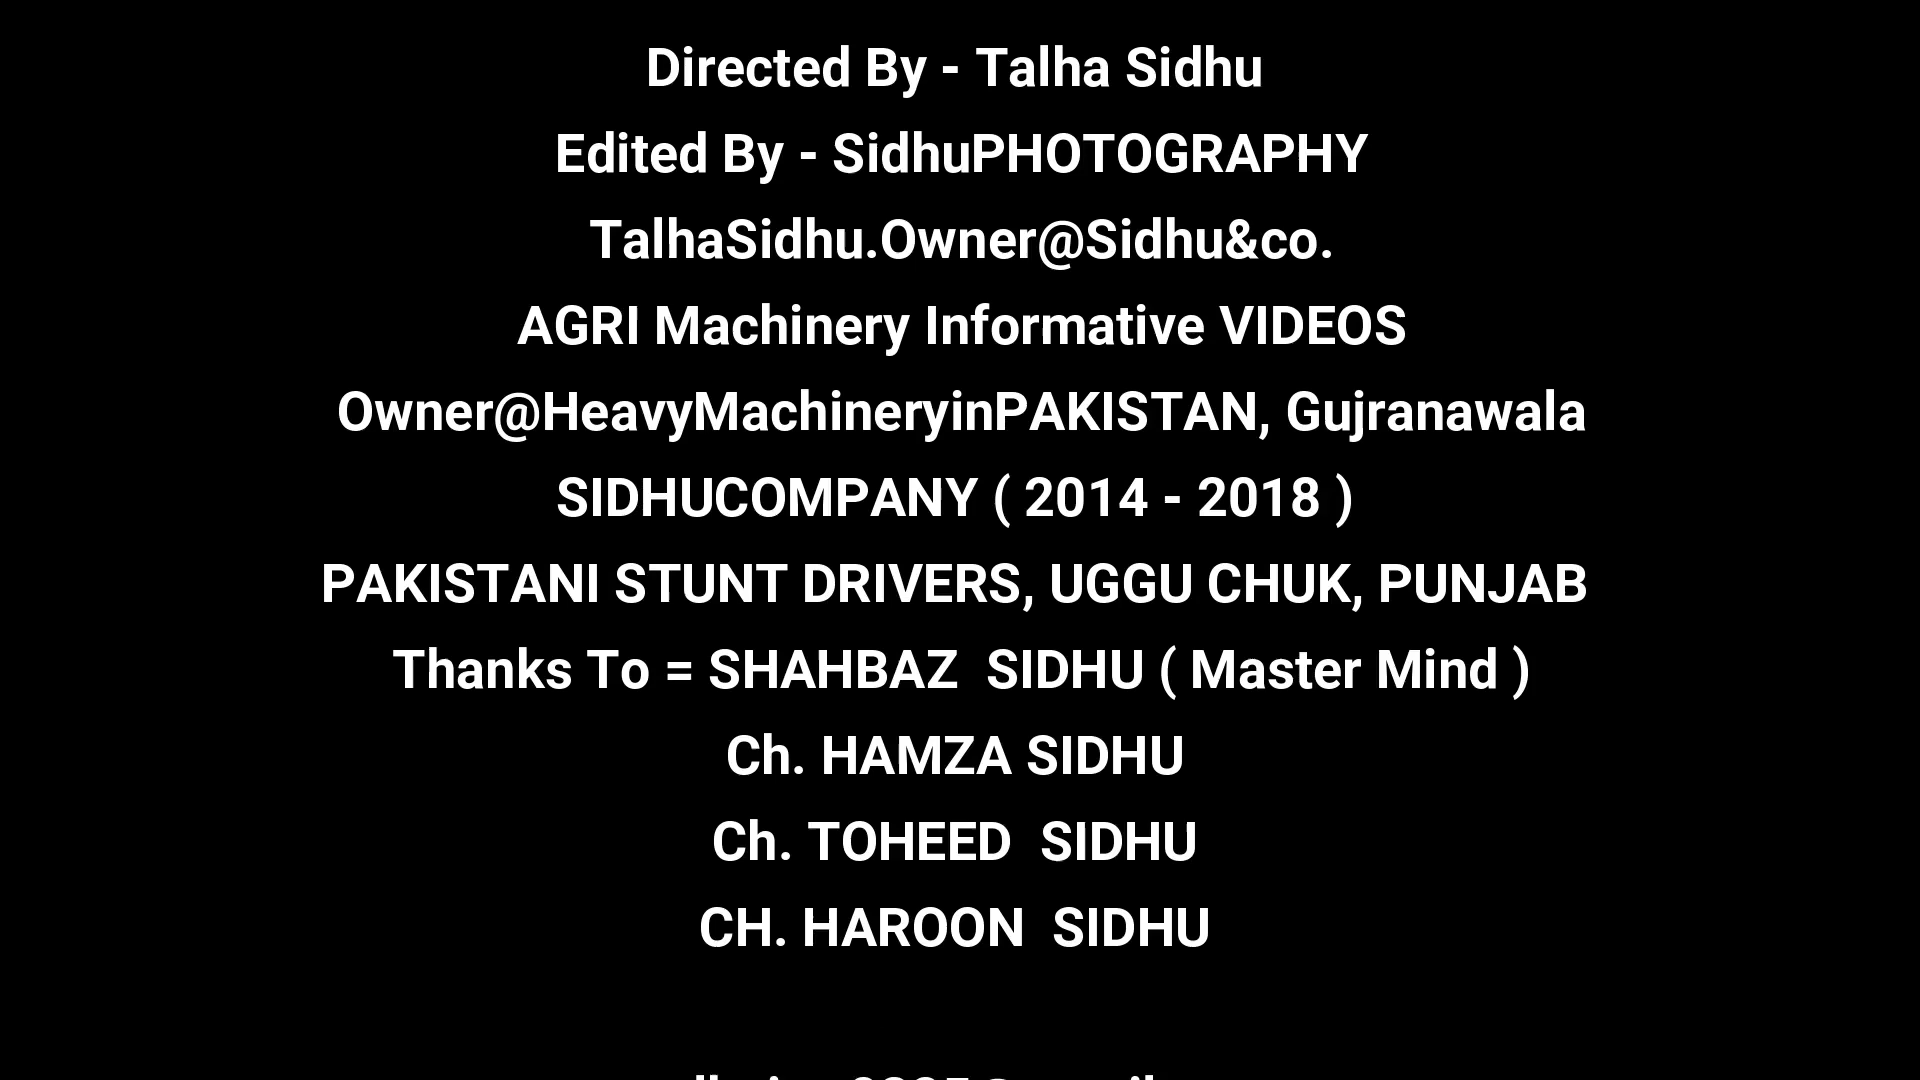 Directed By - Talha Sidhu
Edited By - SidhuPHOTOGRAPHY
TalhaSidhu.Owner@Sidhu&co.
AGRI Machinery Informative VIDEOS
Owner@HeavyMachineryinPAKISTAN, Gujranawala
SIDHUCOMPANY ( 2014 - 2018 )
PAKISTANI STUNT DRIVERS, UGGU CHUK, PUNJAB
Thanks To = SHAHBAZ  SIDHU ( Master Mind )
Ch. HAMZA SIDHU
Ch. TOHEED  SIDHU
CH. HAROON  SIDHU